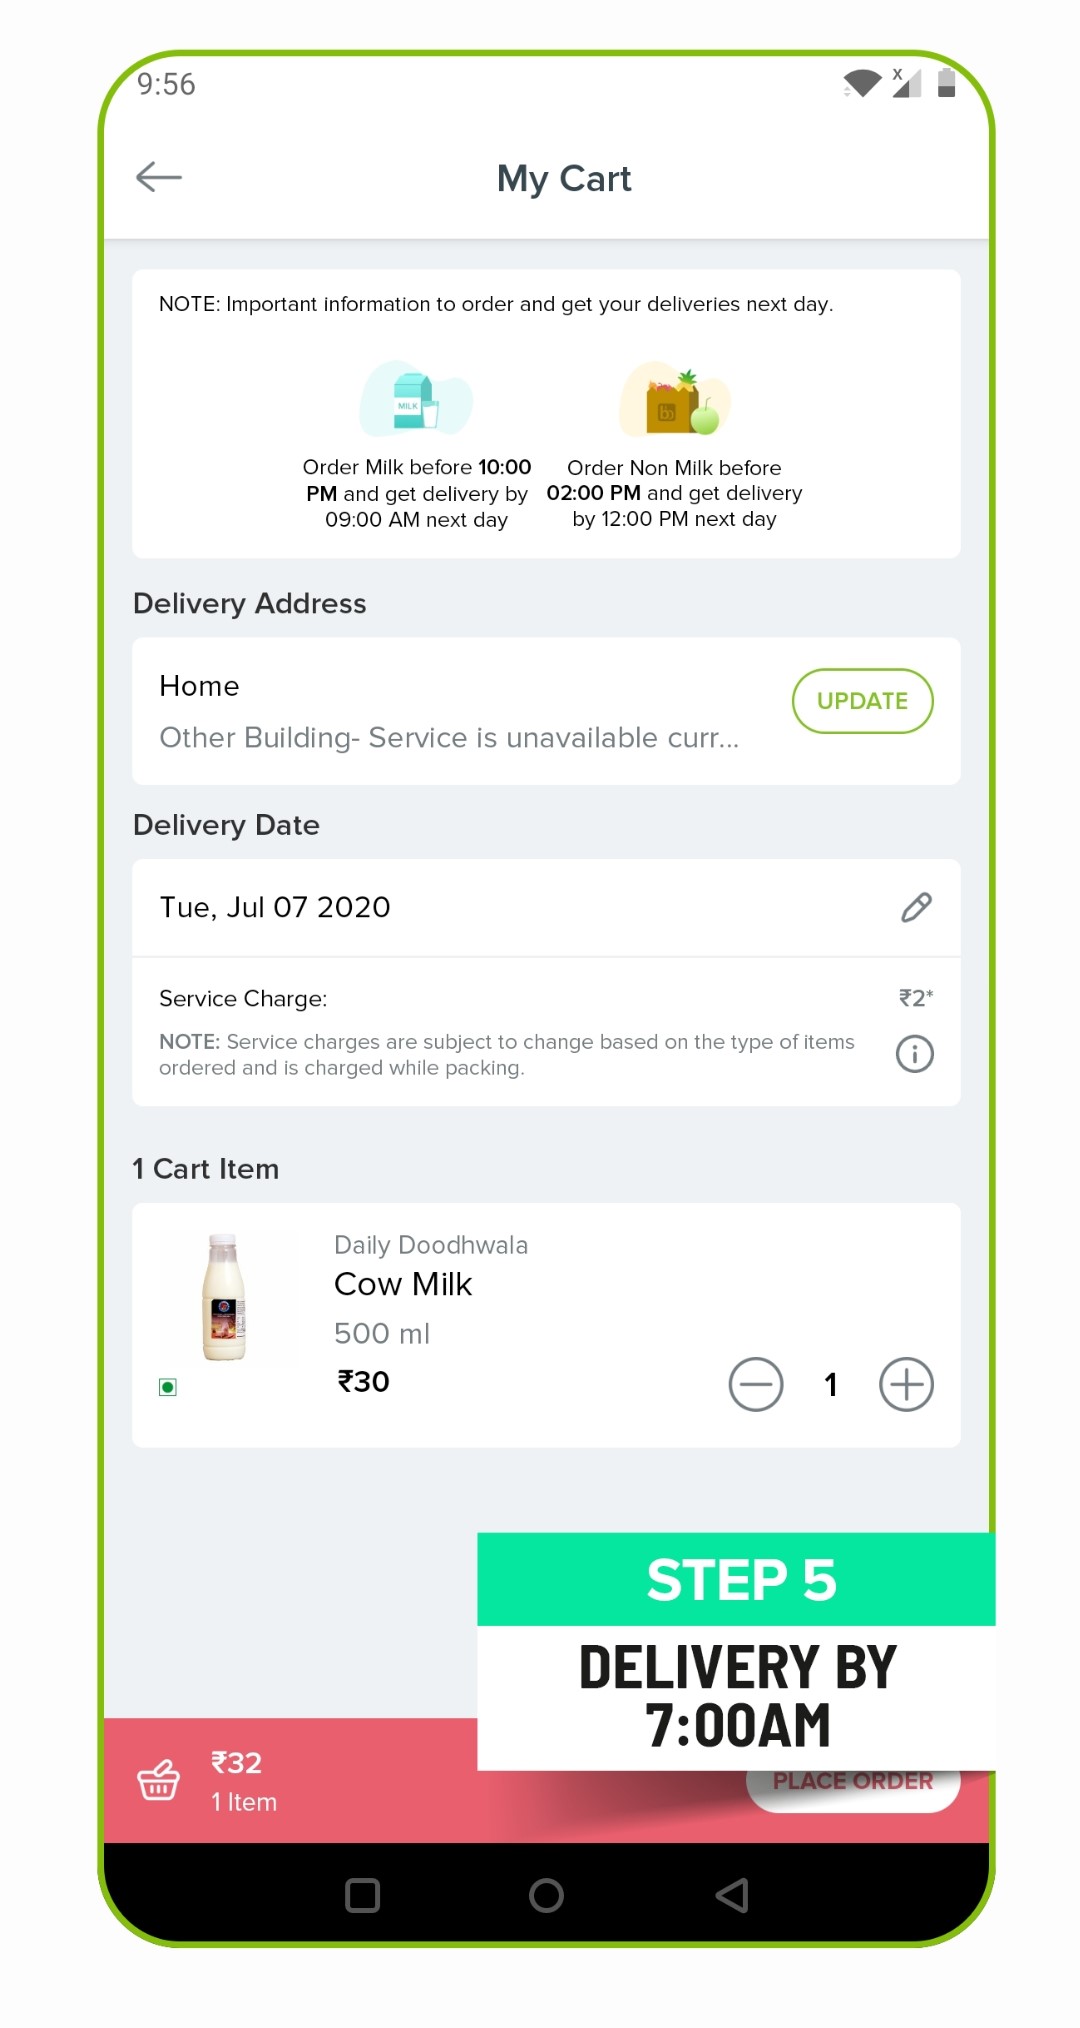 9:56
My Cart
NOTE: Important information to order and get your deliveries next day.
MILK
Order Milk before 10:00
PM and get delivery by
09:00 AM next day
bb
Order Non Milk before
02:00 PM and get delivery
by 12:00 PM next day
Delivery Address
Home
Other Building- Service is unavailable curr...
UPDATE
Delivery Date
Tue, Jul 07 2020
Service Charge:
₹2*
NOTE: Service charges are subject to change based on the type of items
ordered and is charged while packing.
1 Cart Item
Daily Doodhwala
Cow Milk
500 ml
₹30
1
STEP 5
DELIVERY BY
7:00AM
₹32
1 Item
PLACE ORDER